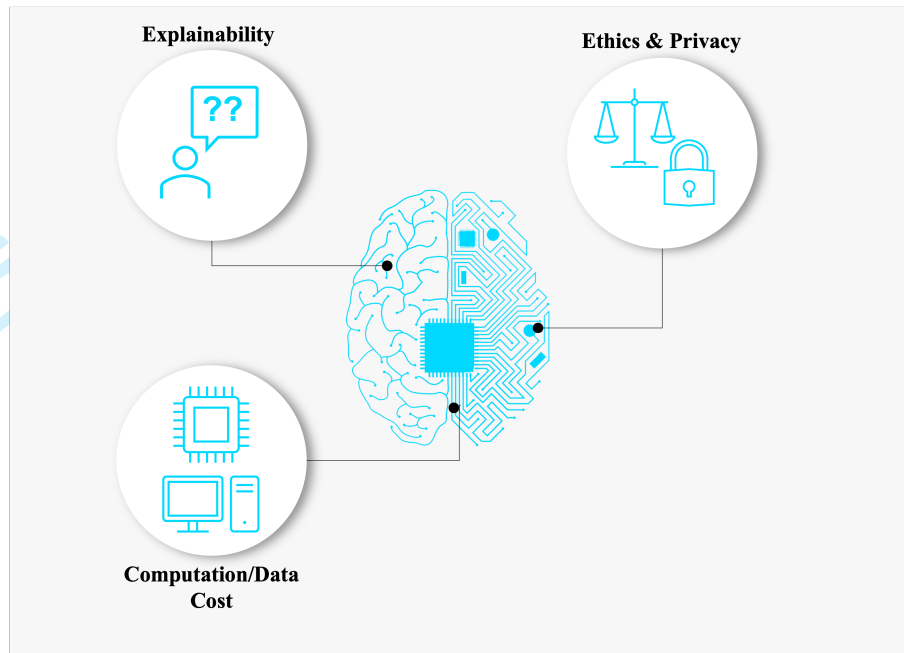 Explainability
Ethics & Privacy
??
Computation/Data
Cost